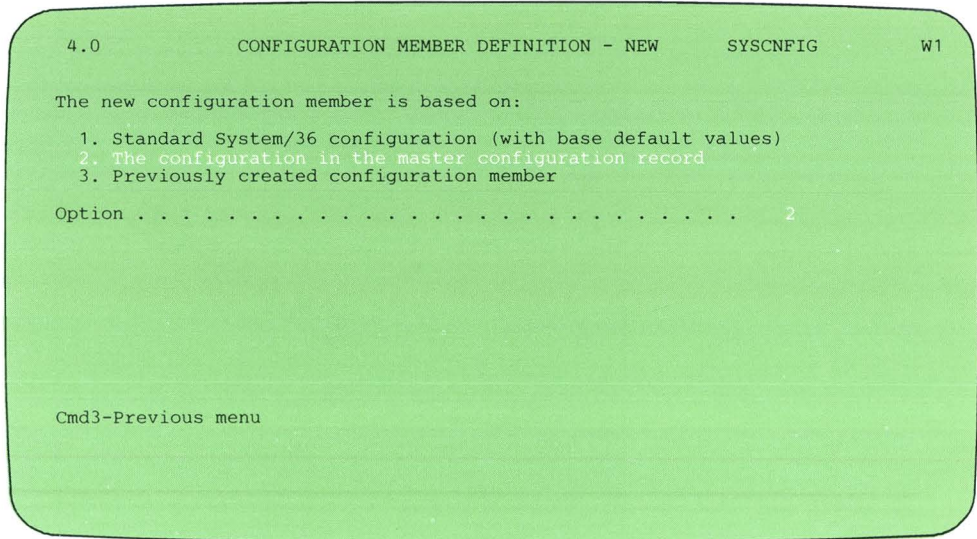 4.0 CONFIGURATION MEMBER DEFINITION - NEW SYSCNFIG W1
The new configuration member is based on:
1. Standard System/36 configuration (with base default values)
2. The configuration in the master configuration record
3. Previously created configuration member
Option . . . . . . . . . . . . . . . . . . . . . . . . . . . 2
Cmd3-Previous menu